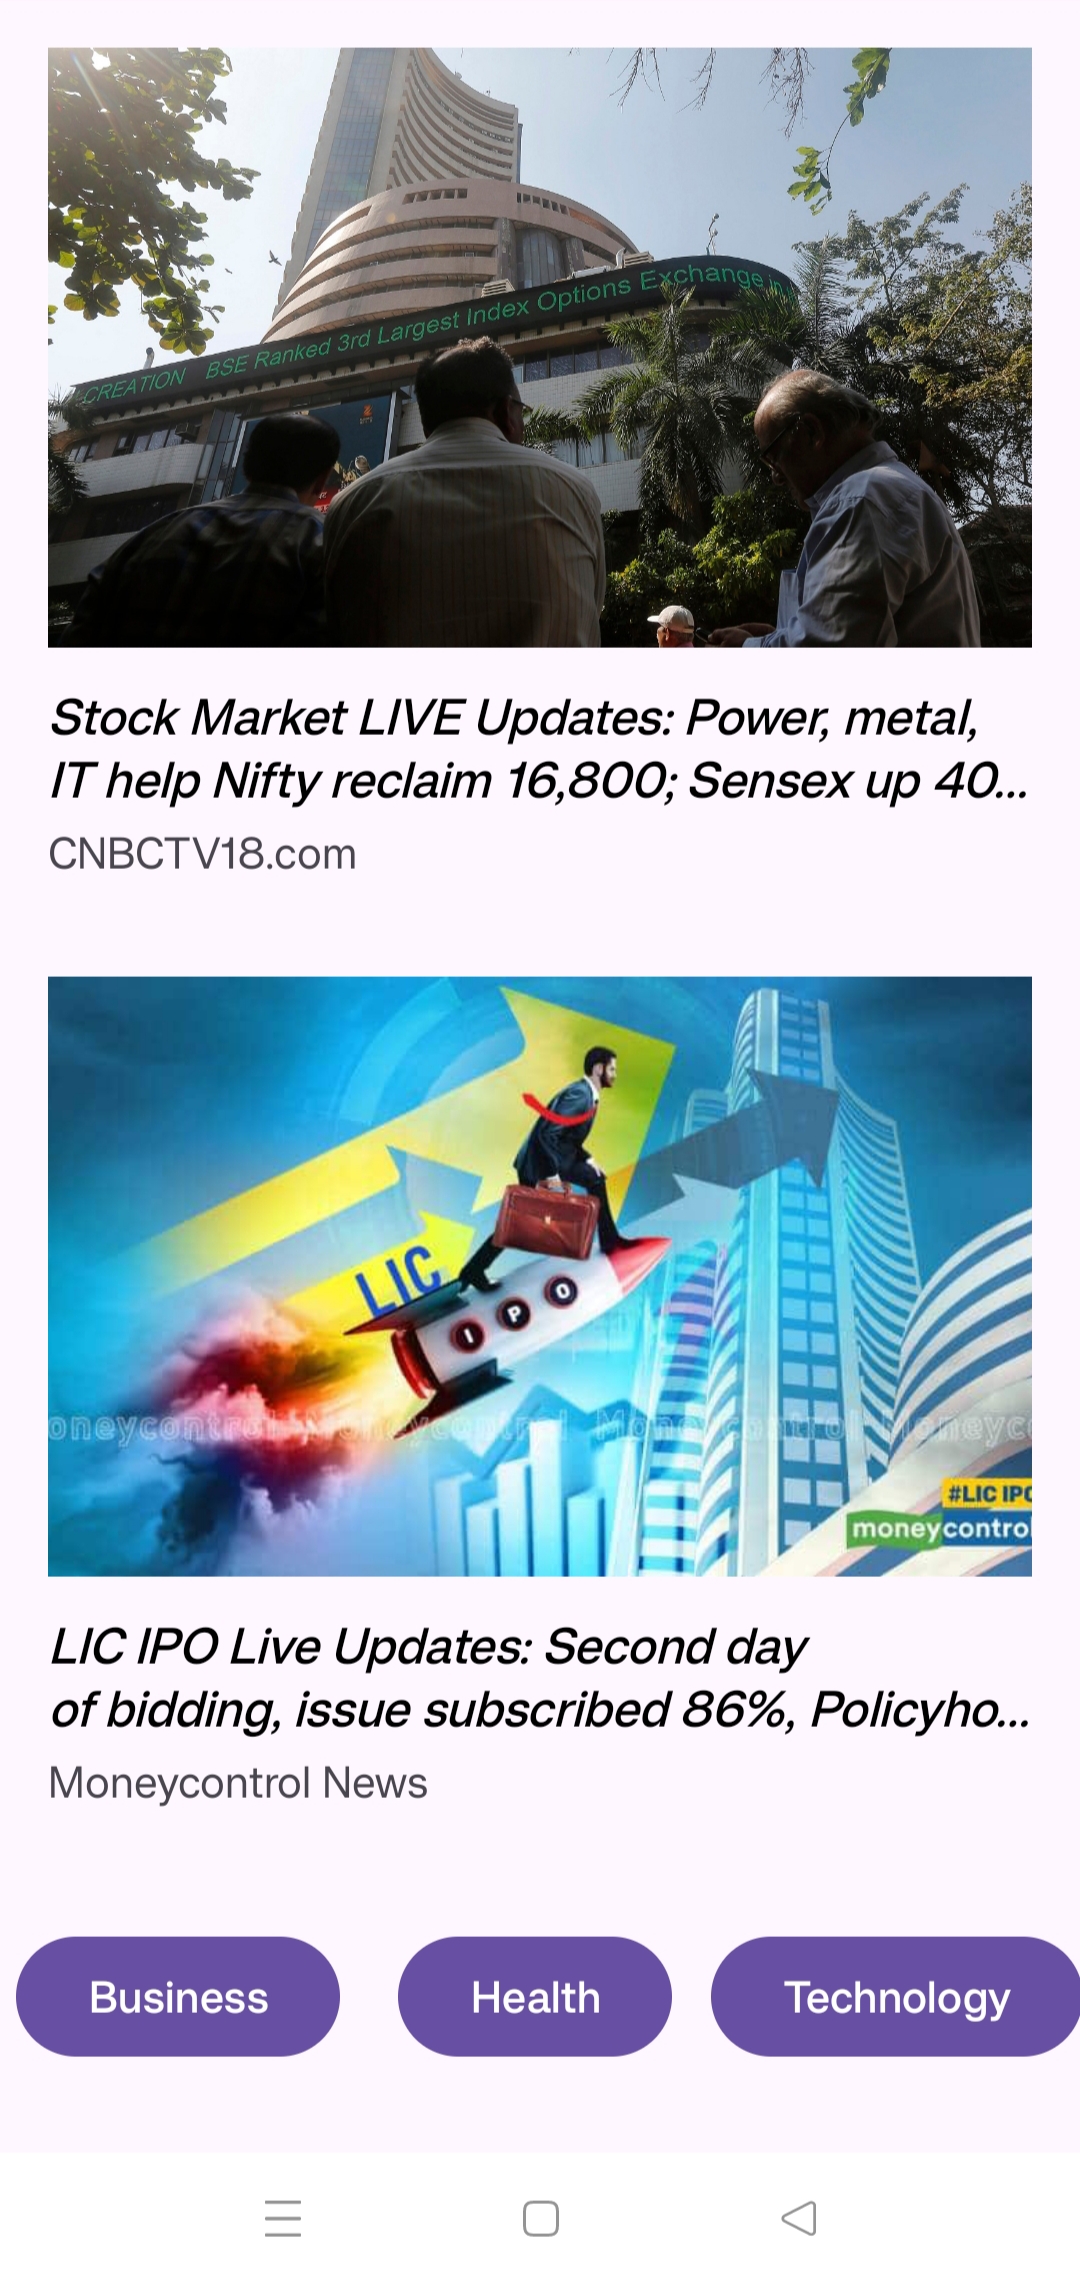 CREATION BSE Ranked 3rd Largest Index Options Exchange in
Stock Market LIVE Updates: Power, metal,
IT help Nifty reclaim 16,800; Sensex up 40...
CNBCTV18.com
LIC
I P O
oneycontrol Moneycontrol Moneycontrol Moneyc
#LIC IPO
moneycontrol
LIC IPO Live Updates: Second day
of bidding, issue subscribed 86%, Policyho...
Moneycontrol News
Business
Health
Technology